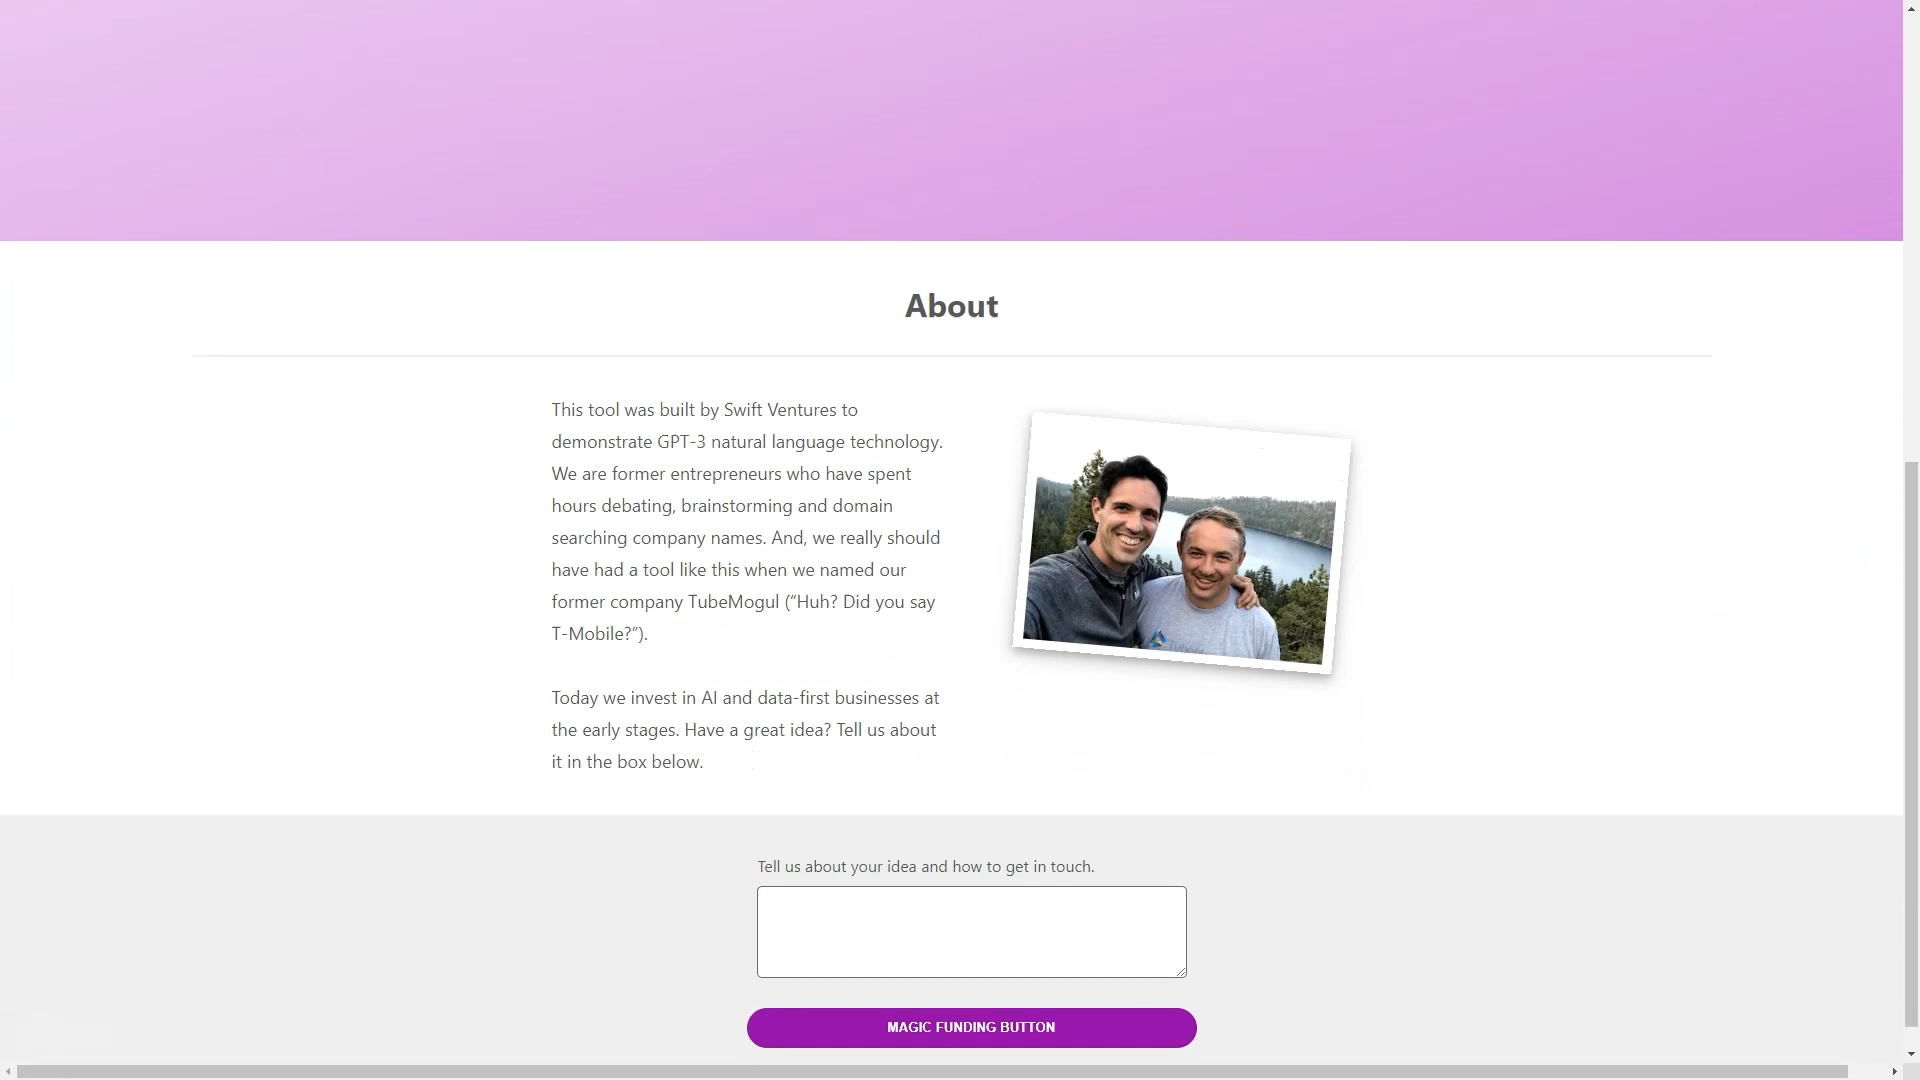 About
This tool was built by Swift Ventures to
demonstrate GPT-3 natural language technology.
We are former entrepreneurs who have spent
hours debating, brainstorming and domain
searching company names. And, we really should
have had a tool like this when we named our
former company TubeMogul (“Huh? Did you say
T-Mobile?”).
Today we invest in AI and data-first businesses at
the early stages. Have a great idea? Tell us about
it in the box below.
Tell us about your idea and how to get in touch.
MAGIC FUNDING BUTTON